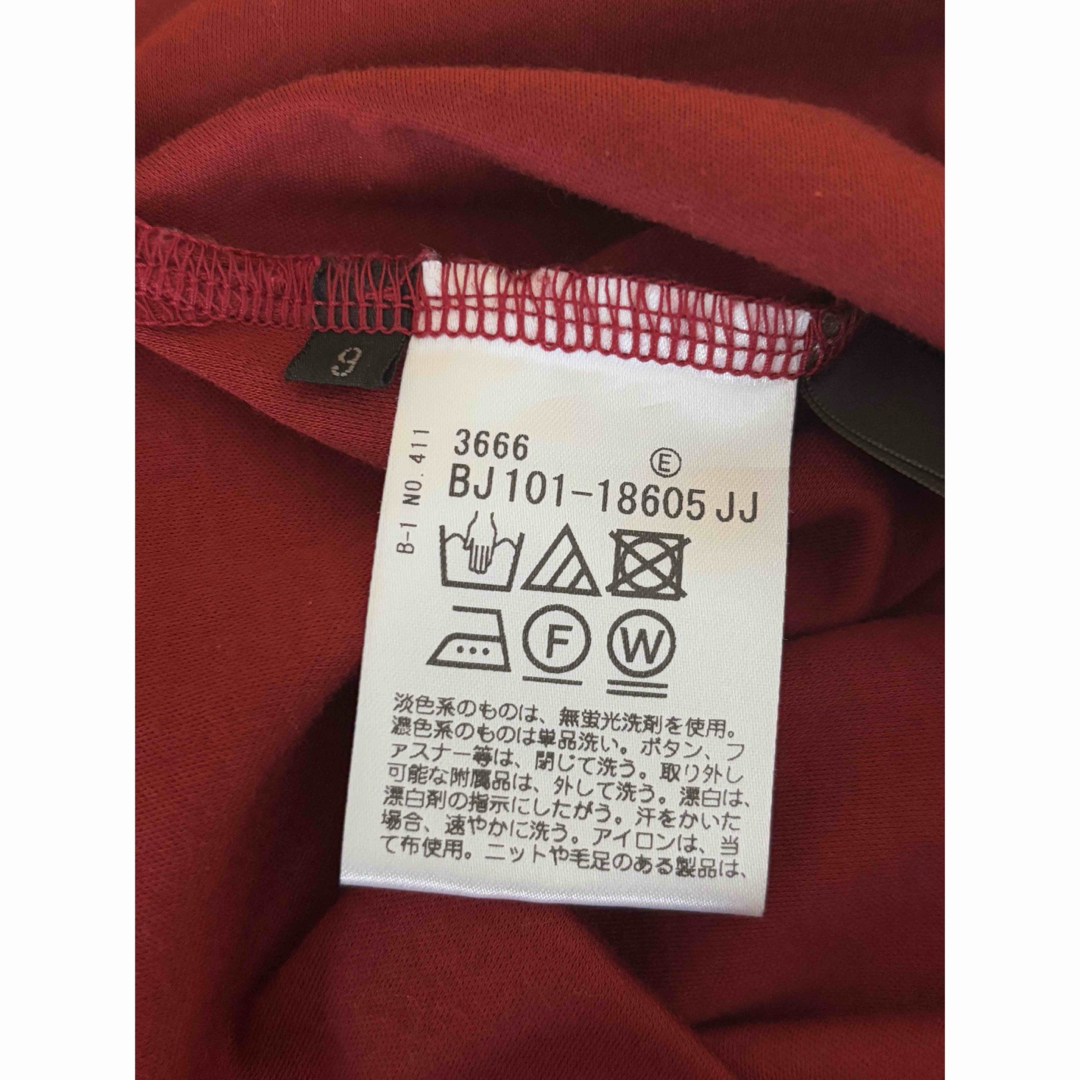 9
3666
Ⓔ
BJ101-18605JJ
B-1 NO.411
F
W
淡色系のものは、無蛍光洗剤を使用。
濃色系のものは単品洗い。ボタン、フ
ァスナー等は、閉じて洗う。取り外し
可能な附属品は、外して洗う。漂白は、
漂白剤の指示にしたがう。汗をかいた
場合、速やかに洗う。アイロンは、当
て布使用。ニットや毛足のある製品は、